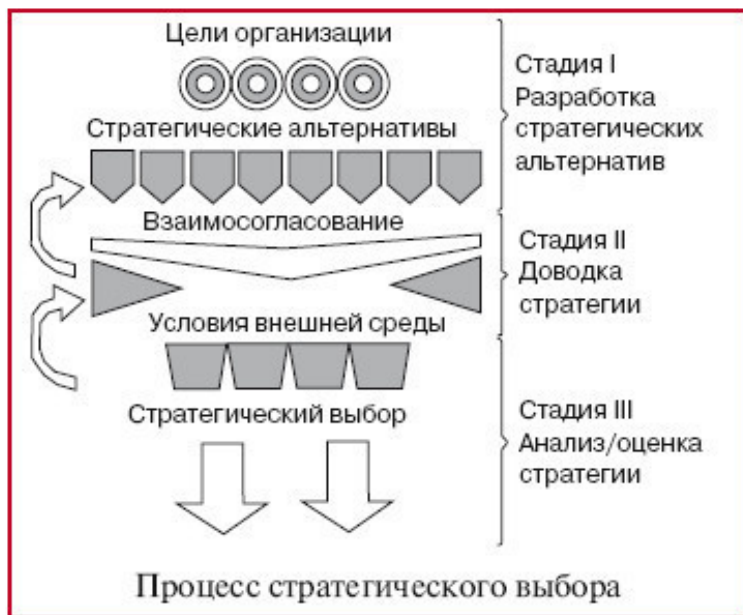 Цели организации
Стратегические альтернативы
Взаимосогласование
Условия внешней среды
Стратегический выбор
Стадия I
Разработка
стратегических
альтернатив
Стадия II
Доводка
стратегии
Стадия III
Анализ/оценка
стратегии
Процесс стратегического выбора